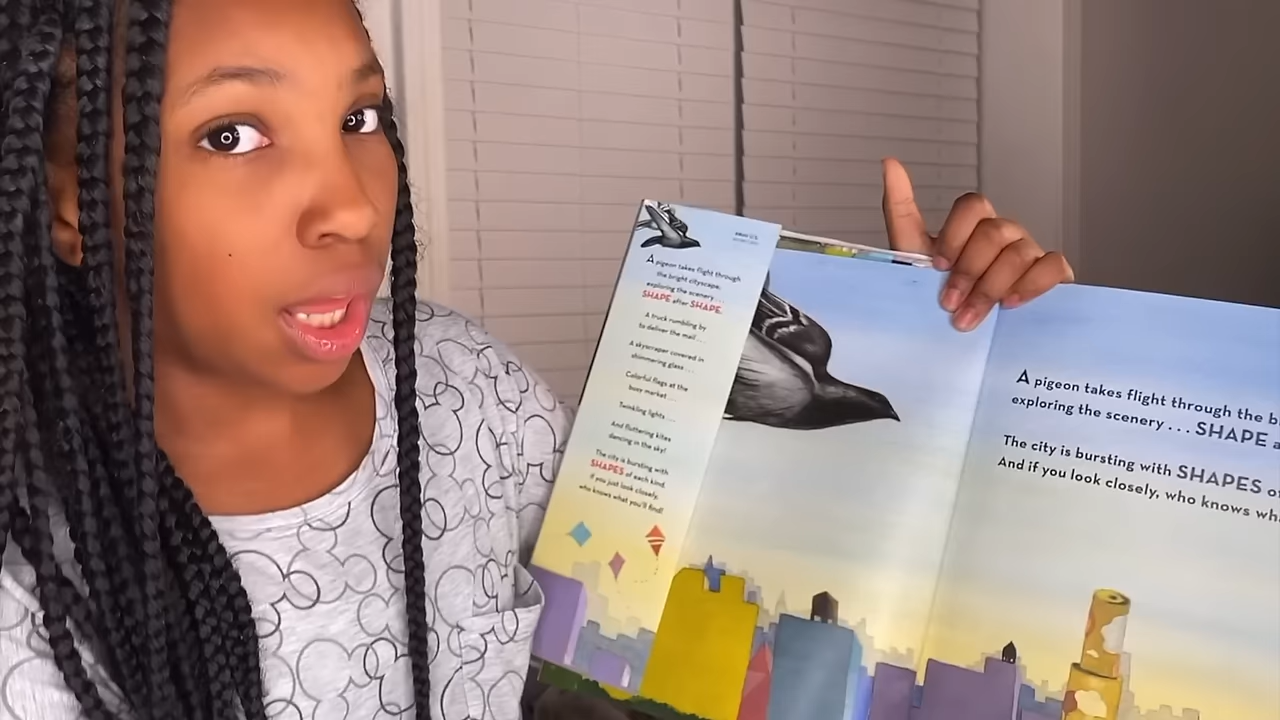 A pigeon takes flight through
the bright cityscape,
exploring the scenery . . .
SHAPE after SHAPE.
A truck rumbling by
to deliver the mail . . .
A skyscraper covered in
shimmering glass . . .
Colorful flags at the
busy market . . .
Twinkling lights . . .
And fluttering kites
dancing in the sky!
The city is bursting with
SHAPES of each kind.
If you just look closely,
who knows what you'll find!
A pigeon takes flight through the b
exploring the scenery . . . SHAPE a
The city is bursting with SHAPES of
And if you look closely, who knows wh